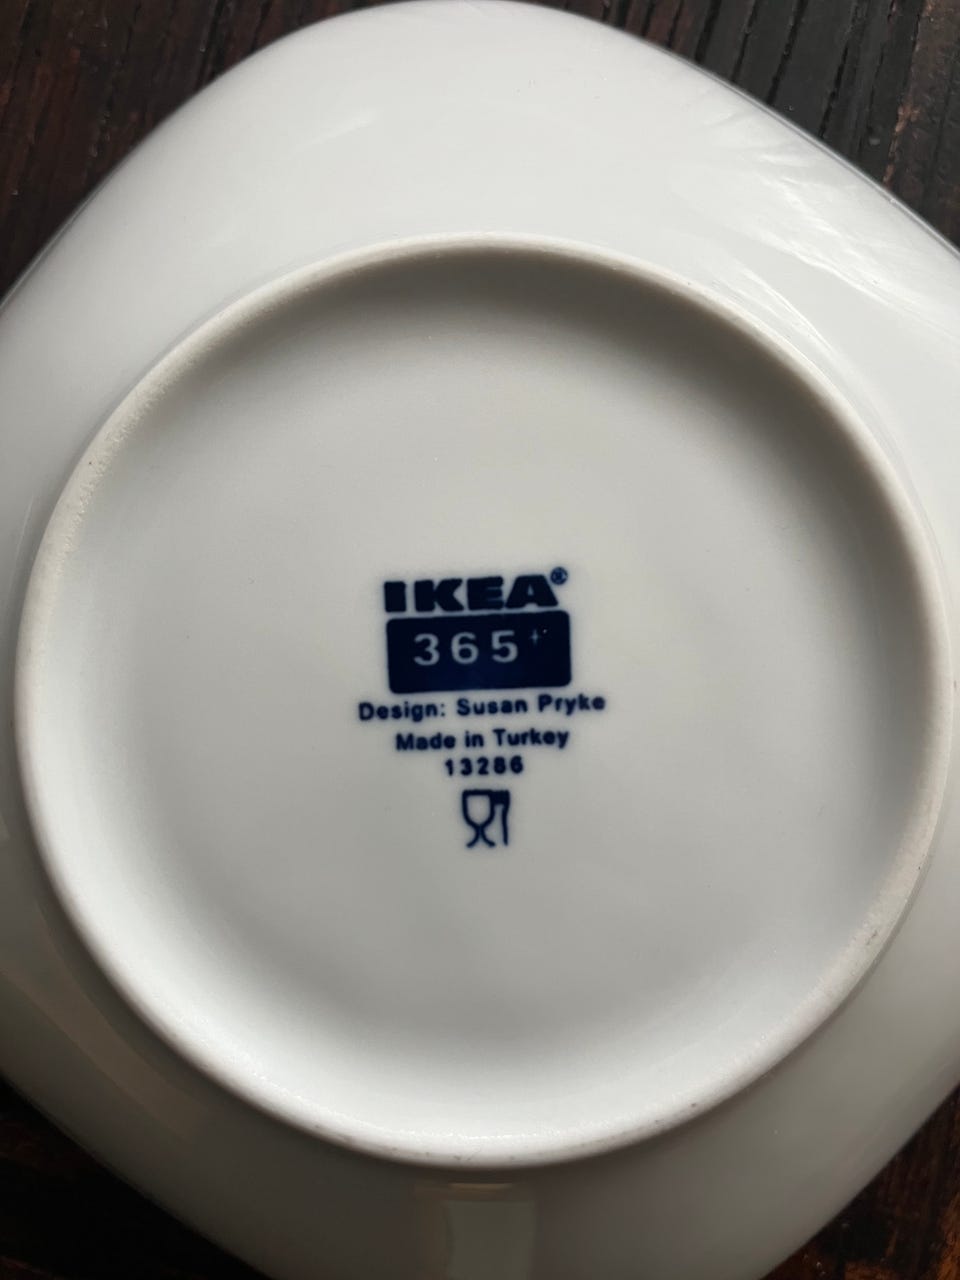 IKEA®
365+
Design: Susan Pryke
Made in Turkey
13286